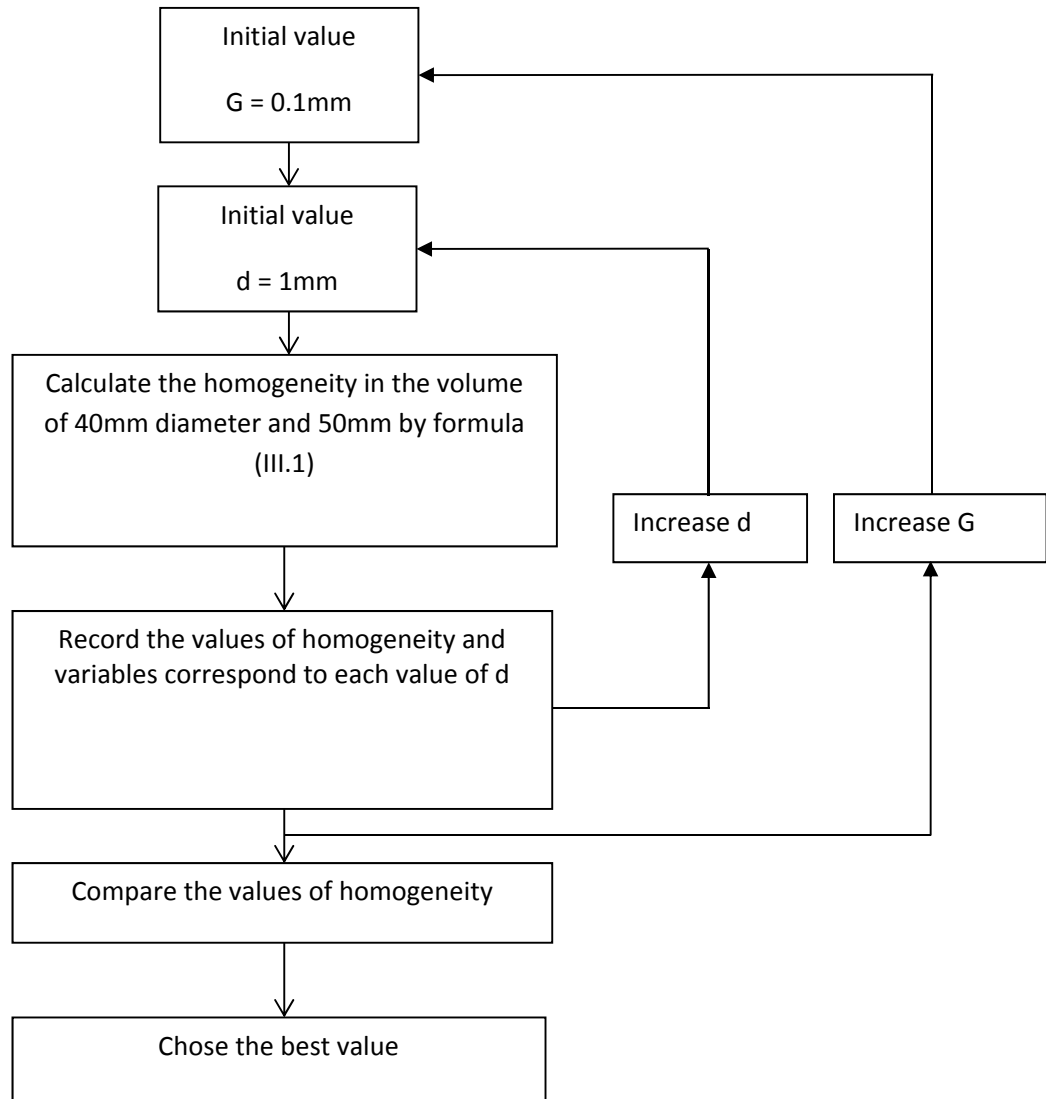 Initial value
G = 0.1mm
Initial value
d = 1mm
Calculate the homogeneity in the volume
of 40mm diameter and 50mm by formula
(III.1)
Increase d
Increase G
Record the values of homogeneity and
variables correspond to each value of d
Compare the values of homogeneity
Chose the best value